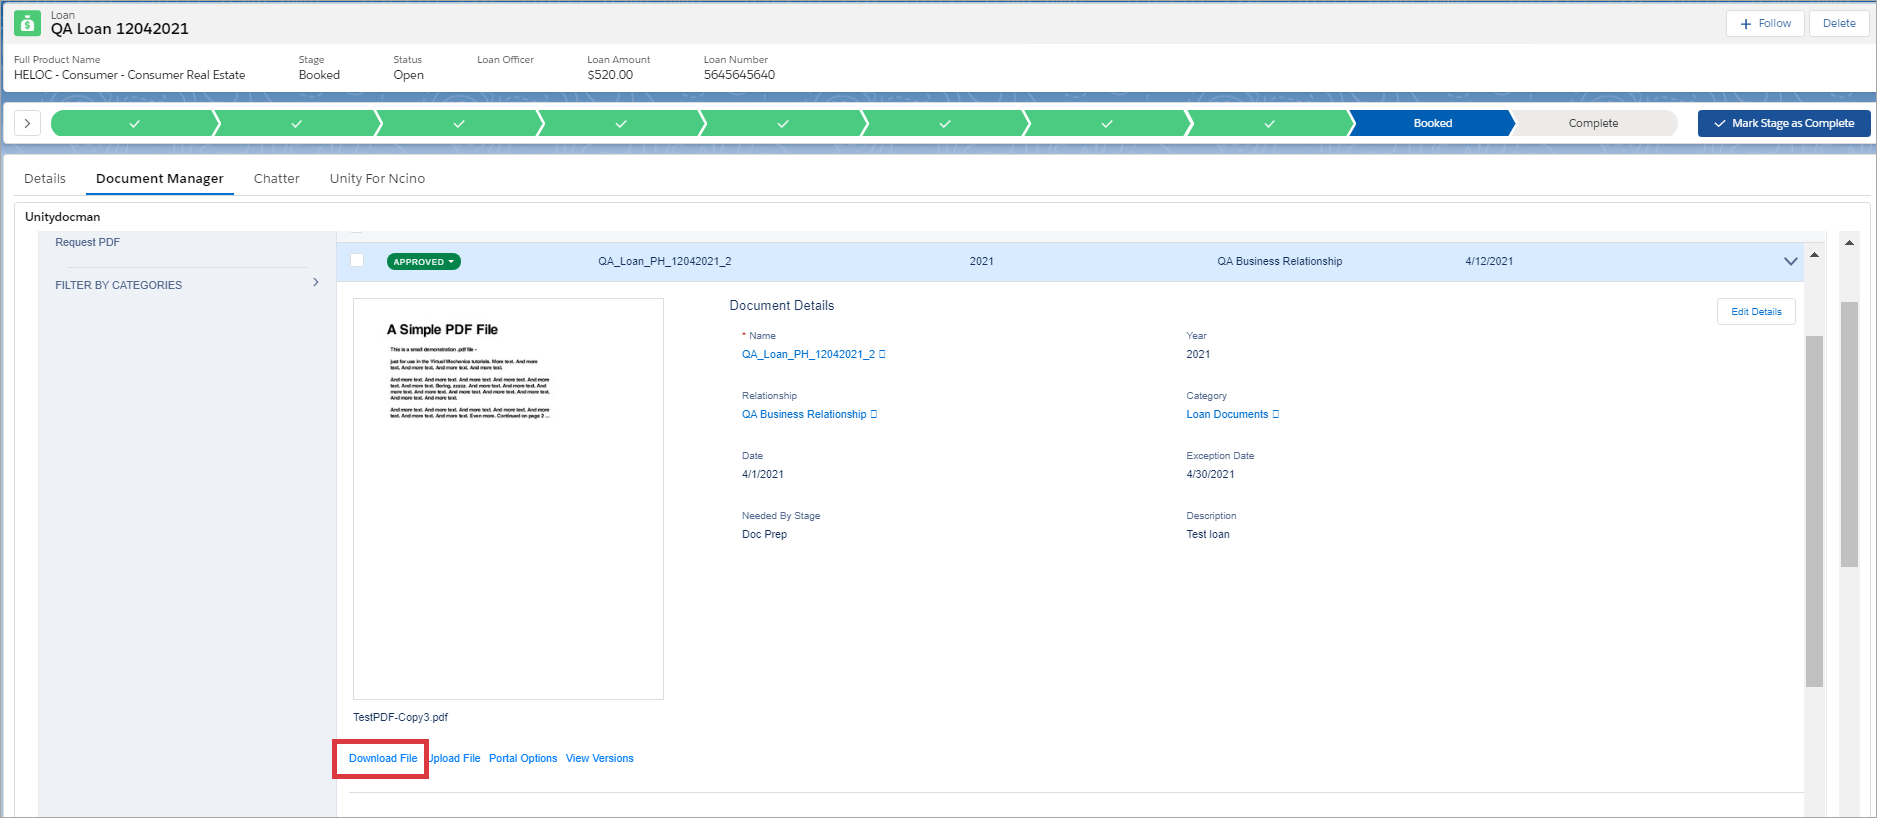 Loan
QA Loan 12042021
Follow
Delete
Full Product Name
HELOC - Consumer - Consumer Real Estate
Stage
Booked
Status
Open
Loan Officer
Loan Amount
$520.00
Loan Number
5645645640
Booked
Complete
Mark Stage as Complete
Details
Document Manager
Chatter
Unity For Ncino
Unitydocman
Request PDF
FILTER BY CATEGORIES
APPROVED
QA_Loan_PH_12042021_2
2021
QA Business Relationship
4/12/2021
A Simple PDF File
This is a small demonstration .pdf file -
just for use in the Virtual Mechanics tutorials. More text. And more
text. And more text. And more text. And more text.
And more text. And more text. And more text. And more text. And more
text. And more text. Boring, zzzzz. And more text. And more text. And
more text. And more text. And more text. And more text. And more text.
And more text. And more text.
And more text. And more text. And more text. And more text. And more
text. And more text. And more text. Even more. Continued on page 2 ...
TestPDF-Copy3.pdf
Document Details
Edit Details
* Name
QA_Loan_PH_12042021_2
Year
2021
Relationship
QA Business Relationship
Category
Loan Documents
Date
4/1/2021
Exception Date
4/30/2021
Needed By Stage
Doc Prep
Description
Test loan
Download File
Upload File
Portal Options
View Versions